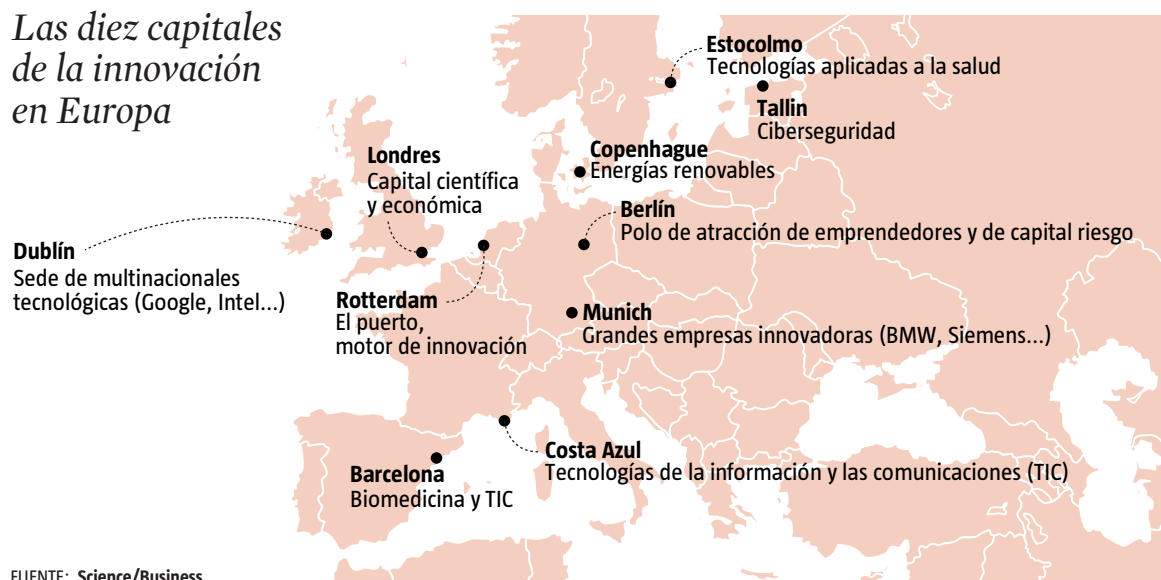 Las diez capitales
de la innovación
en Europa
Estocolmo
Tecnologías aplicadas a la salud
Tallin
Ciberseguridad
Copenhague
Energías renovables
Londres
Capital científica
y económica
Berlín
Polo de atracción de emprendedores y de capital riesgo
Dublín
Sede de multinacionales
tecnológicas (Google, Intel...)
Rotterdam
El puerto,
motor de innovación
Munich
Grandes empresas innovadoras (BMW, Siemens...)
Costa Azul
Tecnologías de la información y las comunicaciones (TIC)
Barcelona
Biomedicina y TIC
FUENTE: Science/Business